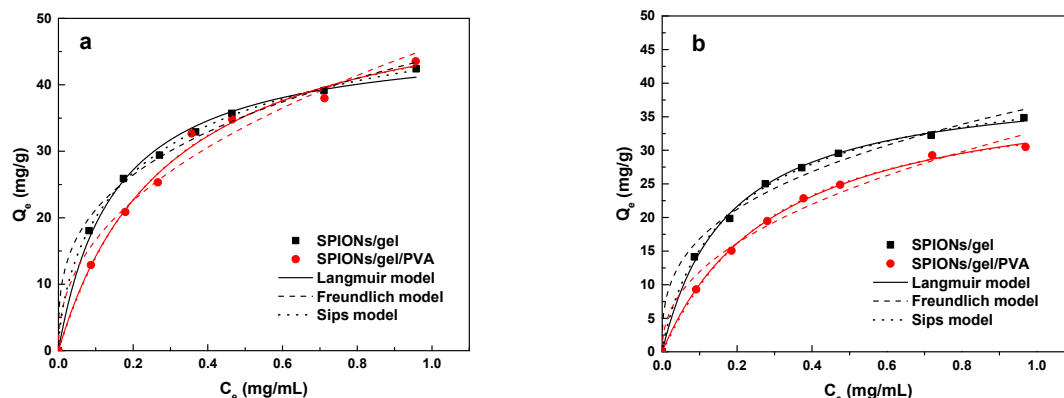 a
50
40
30
20
10
0
Qe (mg/g)
SPIONs/gel
SPIONs/gel/PVA
Langmuir model
Freundlich model
Sips model
0.0 0.2 0.4 0.6 0.8 1.0
Ce (mg/mL)
b
50
45
40
35
30
25
20
15
10
5
0
Qe (mg/g)
SPIONs/gel
SPIONs/gel/PVA
Langmuir model
Freundlich model
Sips model
0.0 0.2 0.4 0.6 0.8 1.0
C (mg/mL)